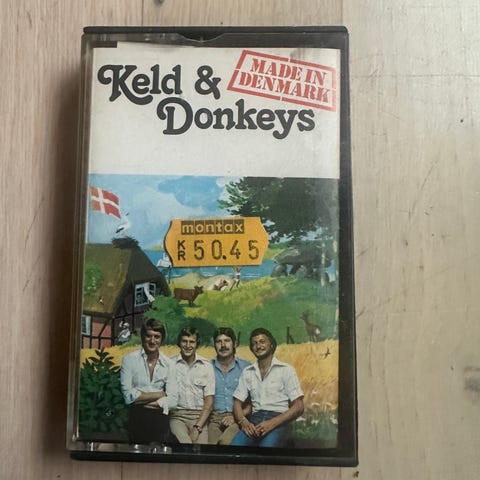 Keld &
Donkeys
MADE IN
DENMARK
montax
KR 50.45